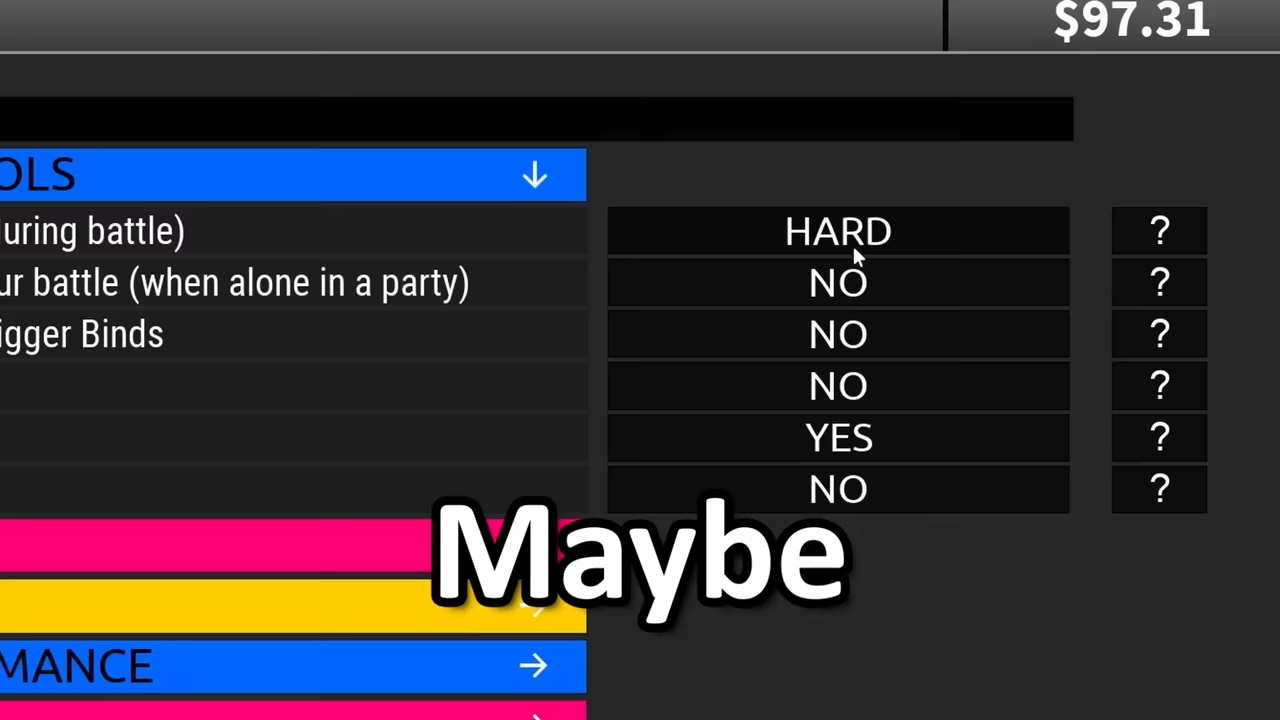 $97.31
OLS ↓
during battle) HARD ?
ur battle (when alone in a party) NO ?
igger Binds NO ?
NO ?
YES ?
NO ?
Maybe
→
MANCE →